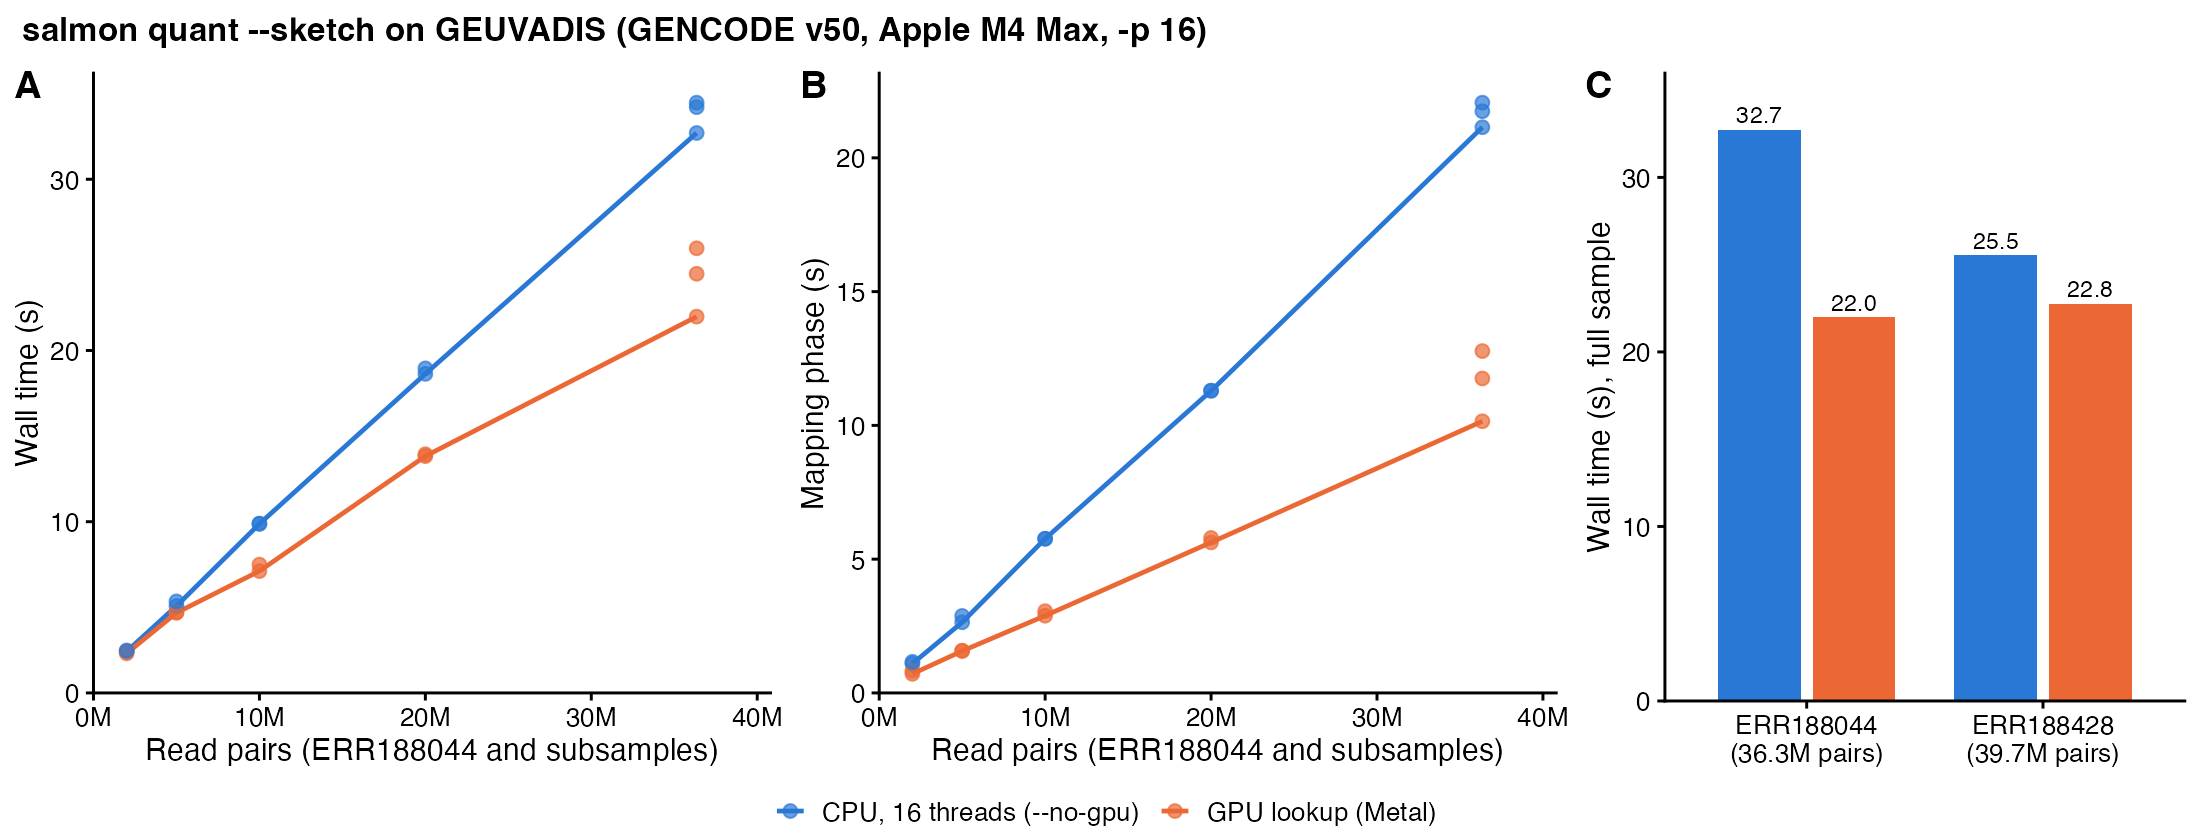 salmon quant --sketch on GEUVADIS (GENCODE v50, Apple M4 Max, -p 16)
A
Wall time (s)
30
20
10
0
0M
10M
20M
30M
40M
Read pairs (ERR188044 and subsamples)
B
Mapping phase (s)
20
15
10
5
0
0M
10M
20M
30M
40M
Read pairs (ERR188044 and subsamples)
C
Wall time (s), full sample
30
20
10
0
32.7
22.0
25.5
22.8
ERR188044
(36.3M pairs)
ERR188428
(39.7M pairs)
CPU, 16 threads (--no-gpu)
GPU lookup (Metal)